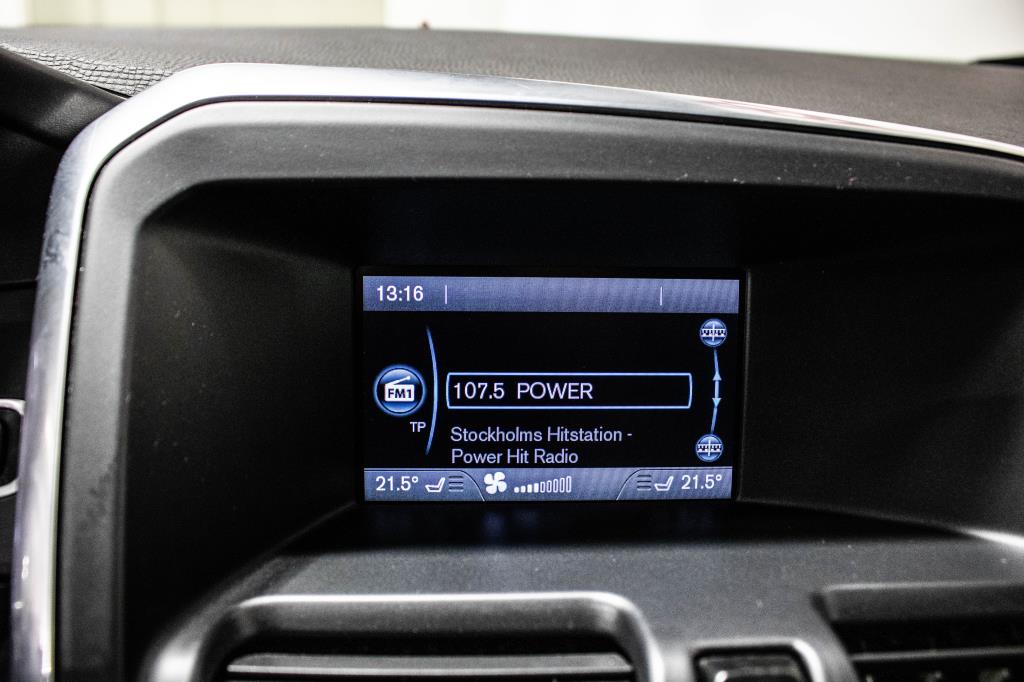 13:16
FM1
107.5 POWER
TP
Stockholms Hitstation -
Power Hit Radio
21.5° 21.5°